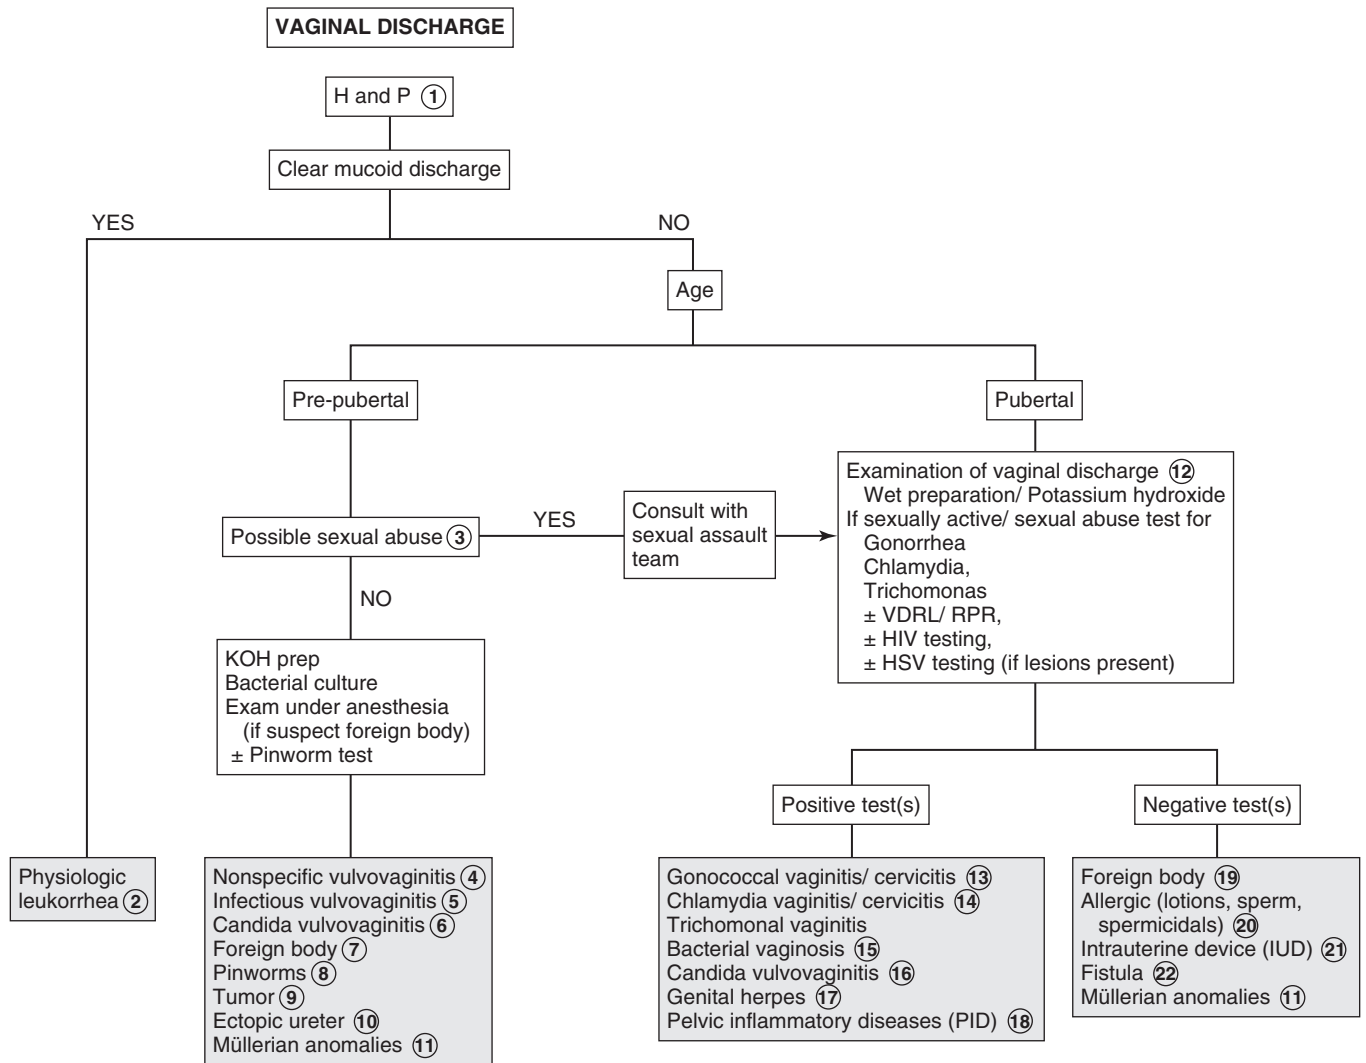 VAGINAL DISCHARGE
H and P 1
Clear mucoid discharge
YES
NO
Age
Pre-pubertal
Pubertal
Possible sexual abuse 3
YES
Consult with
sexual assault
team
Examination of vaginal discharge 12
Wet preparation/ Potassium hydroxide
If sexually active/ sexual abuse test for
Gonorrhea
Chlamydia,
Trichomonas
± VDRL/ RPR,
± HIV testing,
± HSV testing (if lesions present)
NO
KOH prep
Bacterial culture
Exam under anesthesia
(if suspect foreign body)
± Pinworm test
Positive test(s)
Negative test(s)
Physiologic
leukorrhea 2
Nonspecific vulvovaginitis 4
Infectious vulvovaginitis 5
Candida vulvovaginitis 6
Foreign body 7
Pinworms 8
Tumor 9
Ectopic ureter 10
Müllerian anomalies 11
Gonococcal vaginitis/ cervicitis 13
Chlamydia vaginitis/ cervicitis 14
Trichomonal vaginitis
Bacterial vaginosis 15
Candida vulvovaginitis 16
Genital herpes 17
Pelvic inflammatory diseases (PID) 18
Foreign body 19
Allergic (lotions, sperm,
spermicidals) 20
Intrauterine device (IUD) 21
Fistula 22
Müllerian anomalies 11